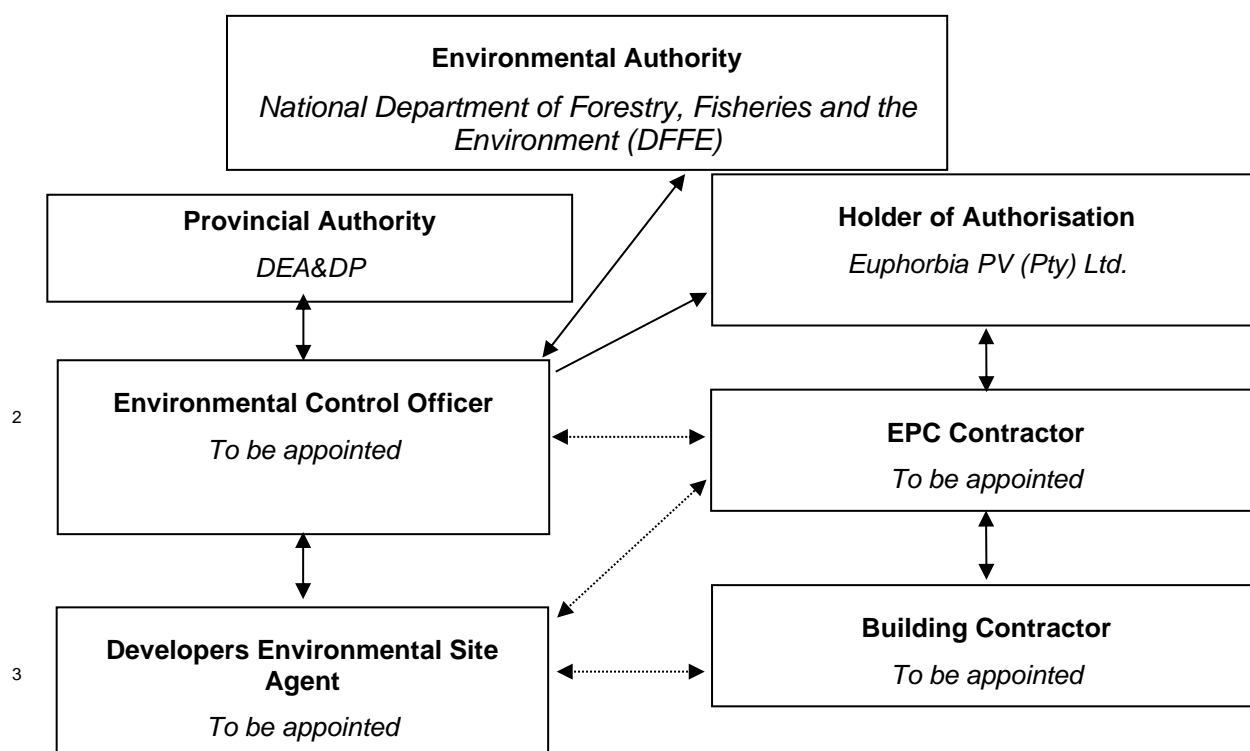 Environmental Authority
National Department of Forestry, Fisheries and the
Environment (DFFE)
Provincial Authority
DEA&DP
Holder of Authorisation
Euphorbia PV (Pty) Ltd.
2
Environmental Control Officer
To be appointed
EPC Contractor
To be appointed
3
Developers Environmental Site
Agent
To be appointed
Building Contractor
To be appointed